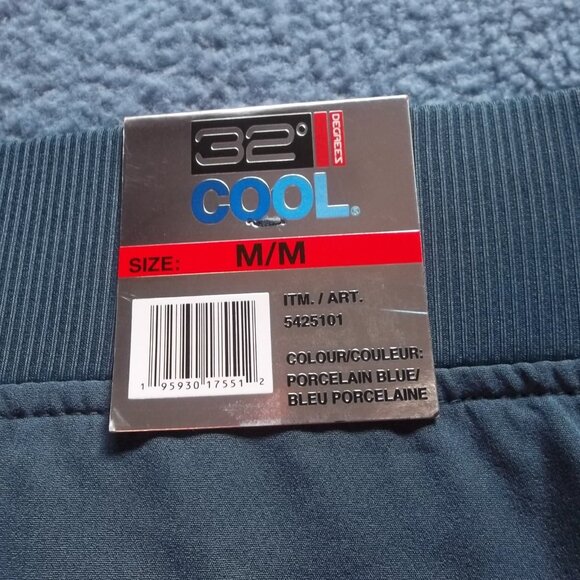 32°
DEGREES
COOL®
SIZE: M/M
ITM. / ART.
5425101
COLOUR/COULEUR:
PORCELAIN BLUE/
BLEU PORCELAINE
1 95930 17551 2